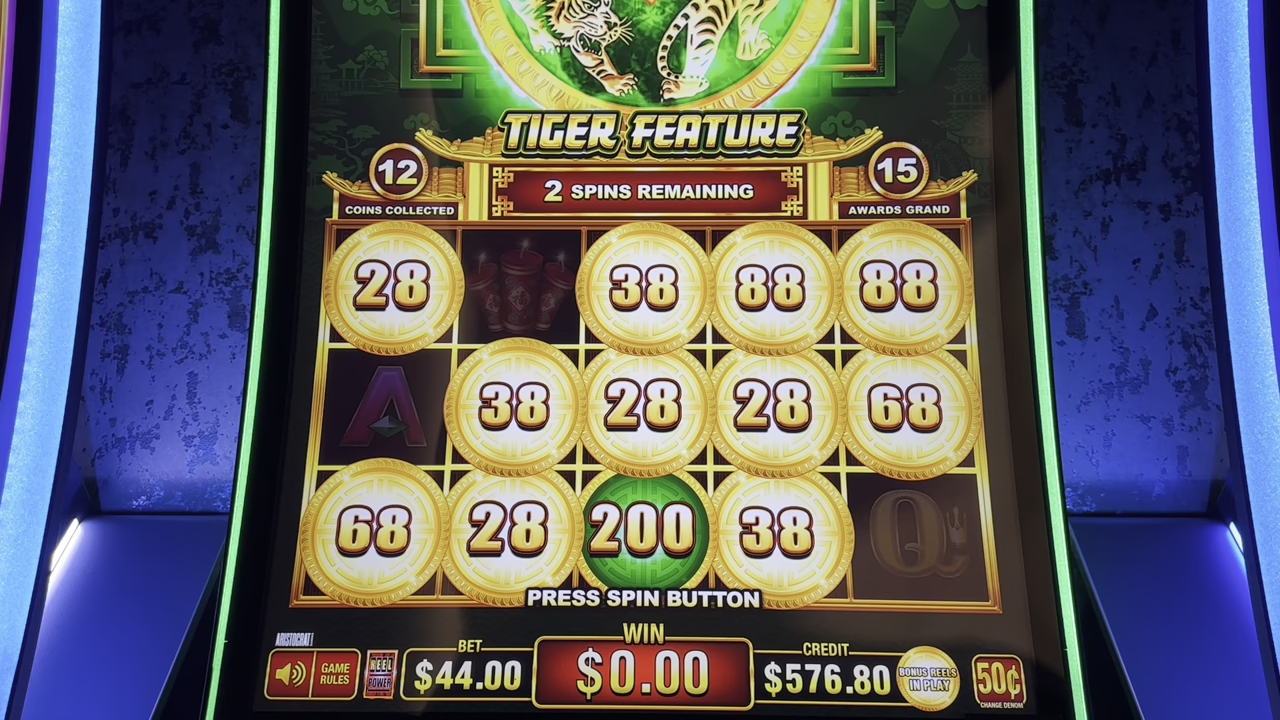 TIGER FEATURE
12
COINS COLLECTED
2 SPINS REMAINING
15
AWARDS GRAND
28 38 88 88
A 38 28 28 68
68 28 200 38 Q
PRESS SPIN BUTTON
ARISTOCRAT
GAME RULES
REEL POWER
BET
$44.00
WIN
$0.00
CREDIT
$576.80
BONUS REELS IN PLAY
50¢
CHANGE DENOM